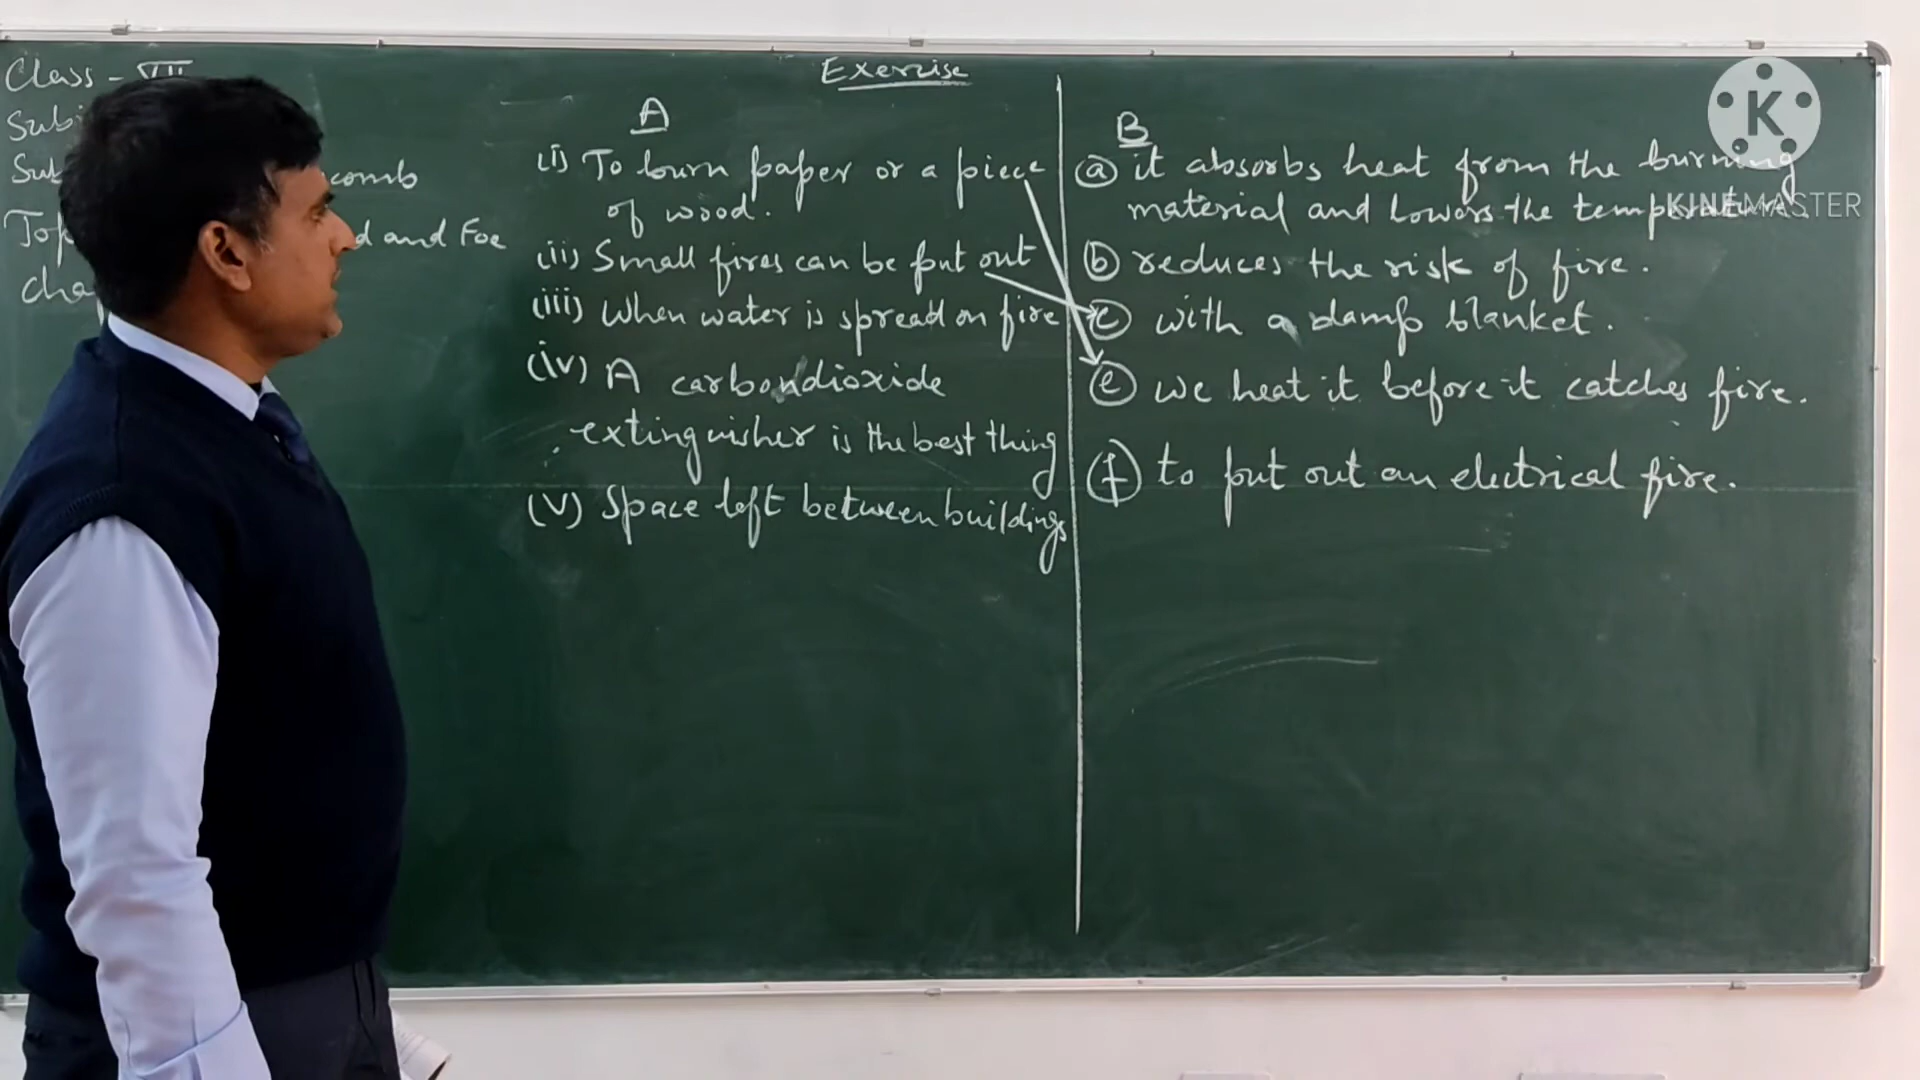 Class - VII
Exercise
A
(i) To burn paper or a piece
of wood.
(ii) Small fires can be put out
(iii) When water is spread on fire
(iv) A carbondioxide
extinguisher is the best thing
(v) Space left between buildings
B
(a) it absorbs heat from the burning
material and lowers the temperature.
(b) reduces the risk of fire.
(c) with a damp blanket.
(e) we heat it before it catches fire.
(f) to put out an electrical fire.
comb
and Foe
K
KINEMASTER